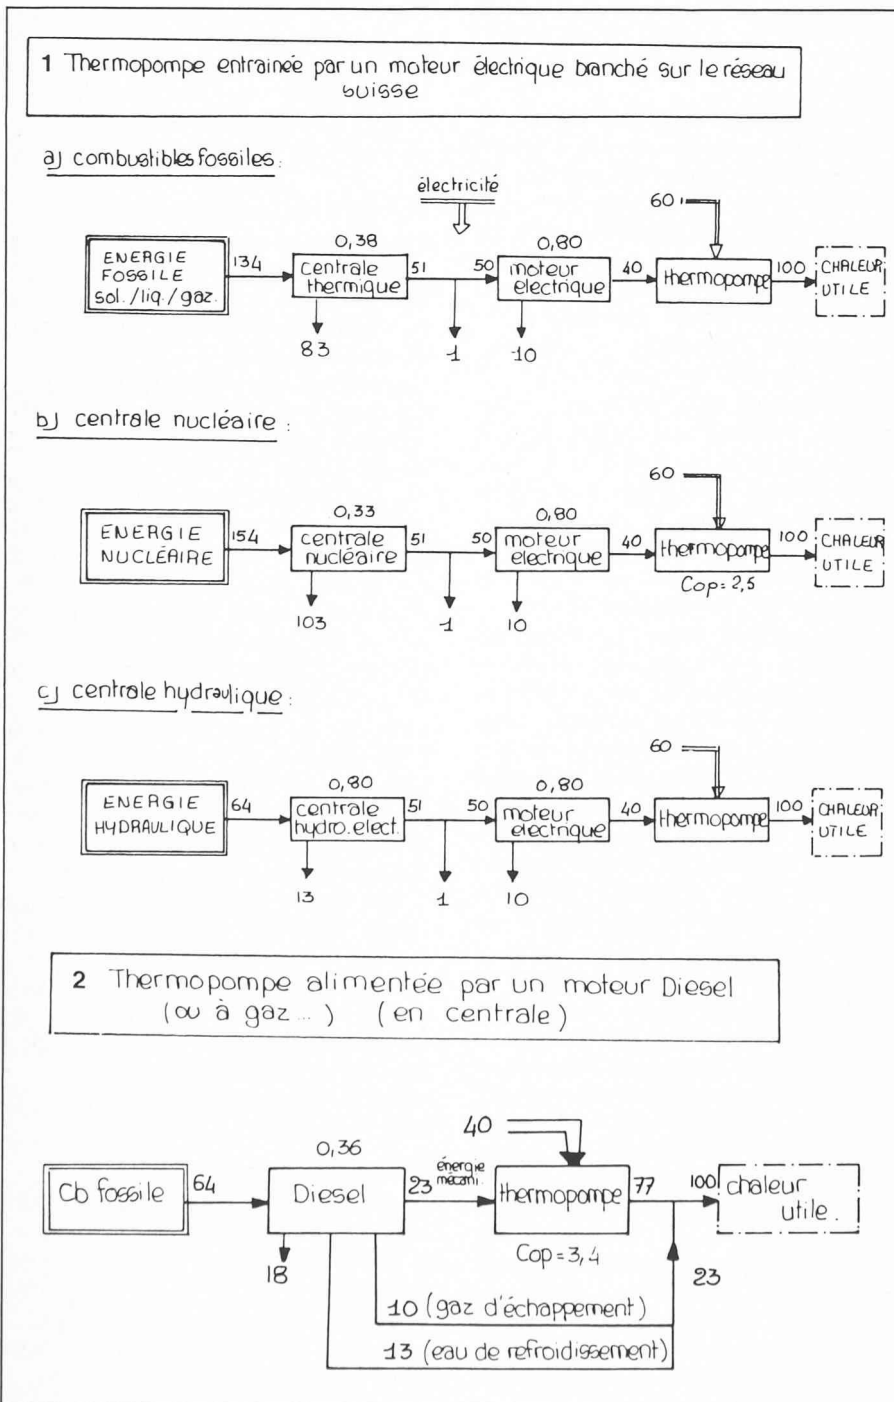 1 Thermopompe entrainée par un moteur électrique branché sur le réseau
suisse
a) combustibles fossiles :
électricité
60
0,38
0,80
ENERGIE
FOSSILE
sol./liq./gaz.
134
centrale
thermique
51
50
moteur
electrique
40
thermopompe
100
CHALEUR
UTILE
83
1
10
b) centrale nucléaire :
60
0,33
0,80
ENERGIE
NUCLÉAIRE
154
centrale
nucléaire
51
50
moteur
electrique
40
thermopompe
100
CHALEUR
UTILE
Cop = 2,5
103
1
10
c) centrale hydraulique :
60
0,80
0,80
ENERGIE
HYDRAULIQUE
64
centrale
hydro.elect.
51
50
moteur
electrique
40
thermopompe
100
CHALEUR
UTILE
13
1
10
2 Thermopompe alimentée par un moteur Diesel
(ou à gaz ... ) (en centrale)
40
0,36
Cb fossile
64
Diesel
23
énergie
mécani.
thermopompe
77
100
chaleur
utile.
Cop = 3,4
18
23
10 (gaz d'échappement)
13 (eau de refroidissement)